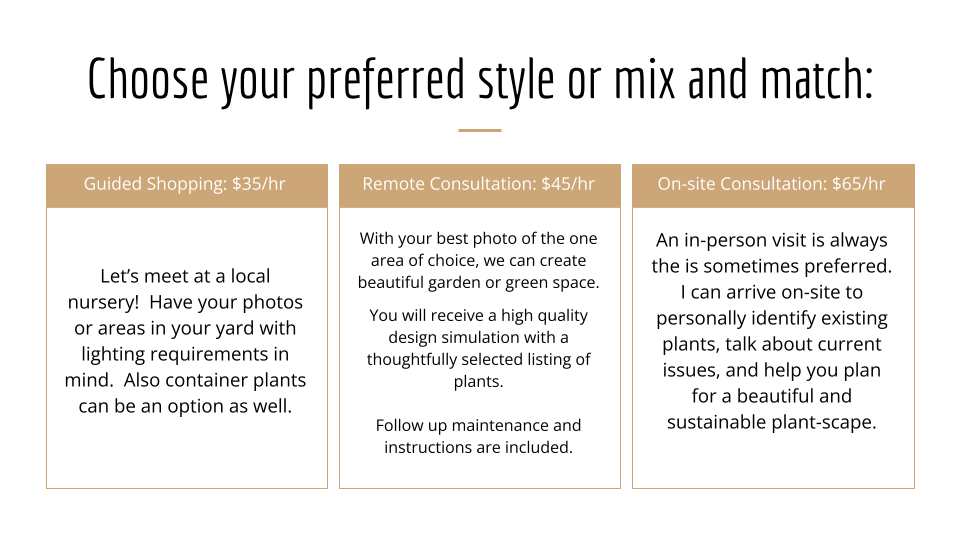 Choose your preferred style or mix and match:
Guided Shopping: $35/hr
Let’s meet at a local
nursery!  Have your photos
or areas in your yard with
lighting requirements in
mind.  Also container plants
can be an option as well.
Remote Consultation: $45/hr
With your best photo of the one
area of choice, we can create
beautiful garden or green space.
You will receive a high quality
design simulation with a
thoughtfully selected listing of
plants.
Follow up maintenance and
instructions are included.
On-site Consultation: $65/hr
An in-person visit is always
the is sometimes preferred.
I can arrive on-site to
personally identify existing
plants, talk about current
issues, and help you plan
for a beautiful and
sustainable plant-scape.